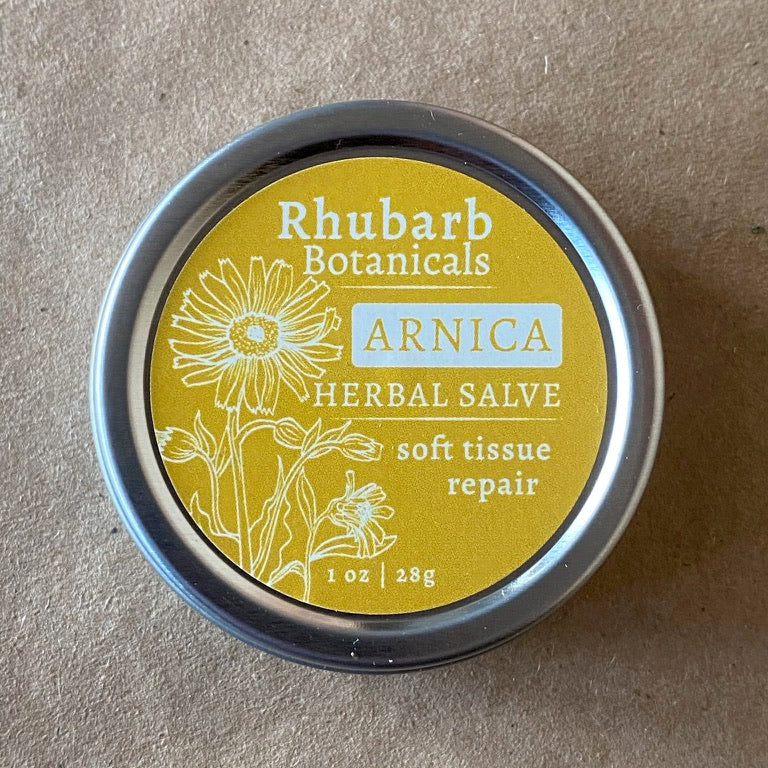 Rhubarb
Botanicals
ARNICA
HERBAL SALVE
soft tissue
repair
1 oz | 28g